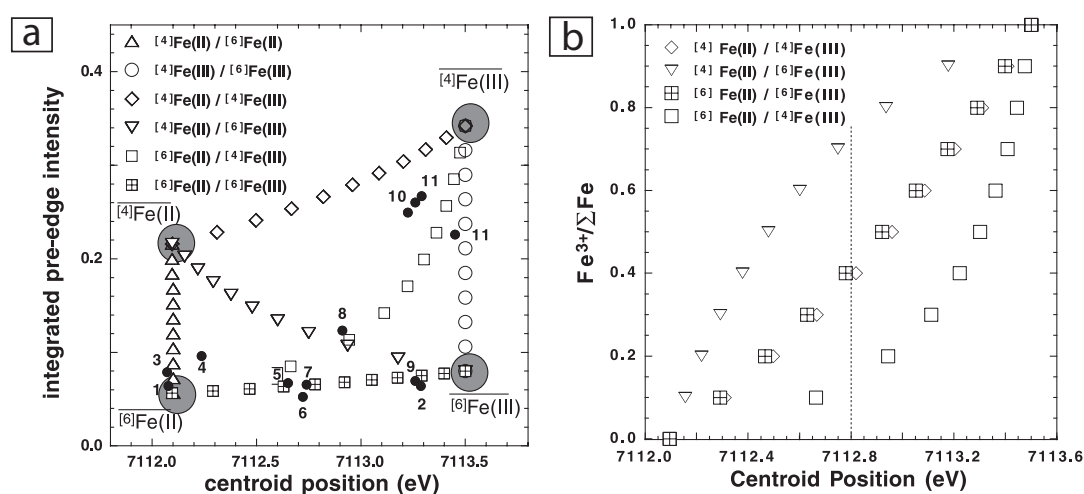 a
[4]Fe(II) / [6]Fe(II)
[4]Fe(III) / [6]Fe(III)
[4]Fe(II) / [4]Fe(III)
[4]Fe(II) / [6]Fe(III)
[6]Fe(II) / [4]Fe(III)
[6]Fe(II) / [6]Fe(III)
[4]Fe(III)
[4]Fe(II)
[6]Fe(II)
[6]Fe(III)
10
11
11
8
3
1
4
5
7
6
9
2
0.4
0.2
0.0
integrated pre-edge intensity
7112.0 7112.5 7113.0 7113.5
centroid position (eV)
b
[4] Fe(II) / [4]Fe(III)
[4] Fe(II) / [6]Fe(III)
[6] Fe(II) / [6]Fe(III)
[6] Fe(II) / [4]Fe(III)
1.0
0.8
0.6
0.4
0.2
0.0
Fe3+/ΣFe
7112.0 7112.4 7112.8 7113.2 7113.6
Centroid Position (eV)